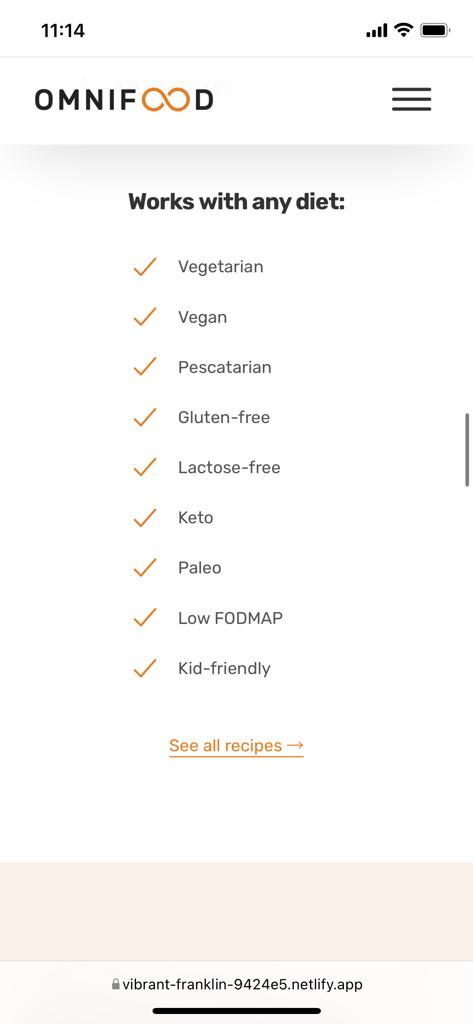 11:14
OMNIFOOD
Works with any diet:
Vegetarian
Vegan
Pescatarian
Gluten-free
Lactose-free
Keto
Paleo
Low FODMAP
Kid-friendly
See all recipes →
vibrant-franklin-9424e5.netlify.app